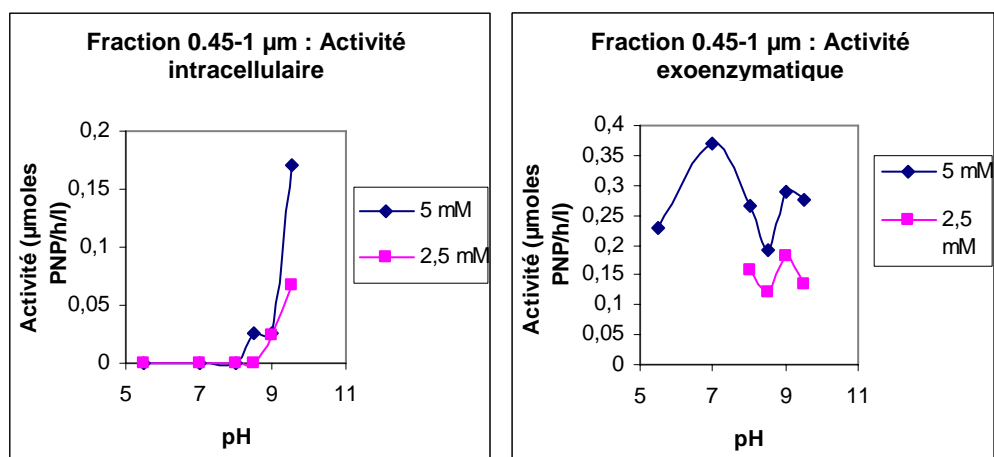 Fraction 0.45-1 µm : Activité
intracellulaire
Activité (µmoles
PNP/h/l)
0,2
0,15
0,1
0,05
0
5
7
9
11
pH
5 mM
2,5 mM
Fraction 0.45-1 µm : Activité
exoenzymatique
Activité (µmoles
PNP/h/l)
0,4
0,35
0,3
0,25
0,2
0,15
0,1
0,05
0
5
7
9
11
pH
5 mM
2,5
mM